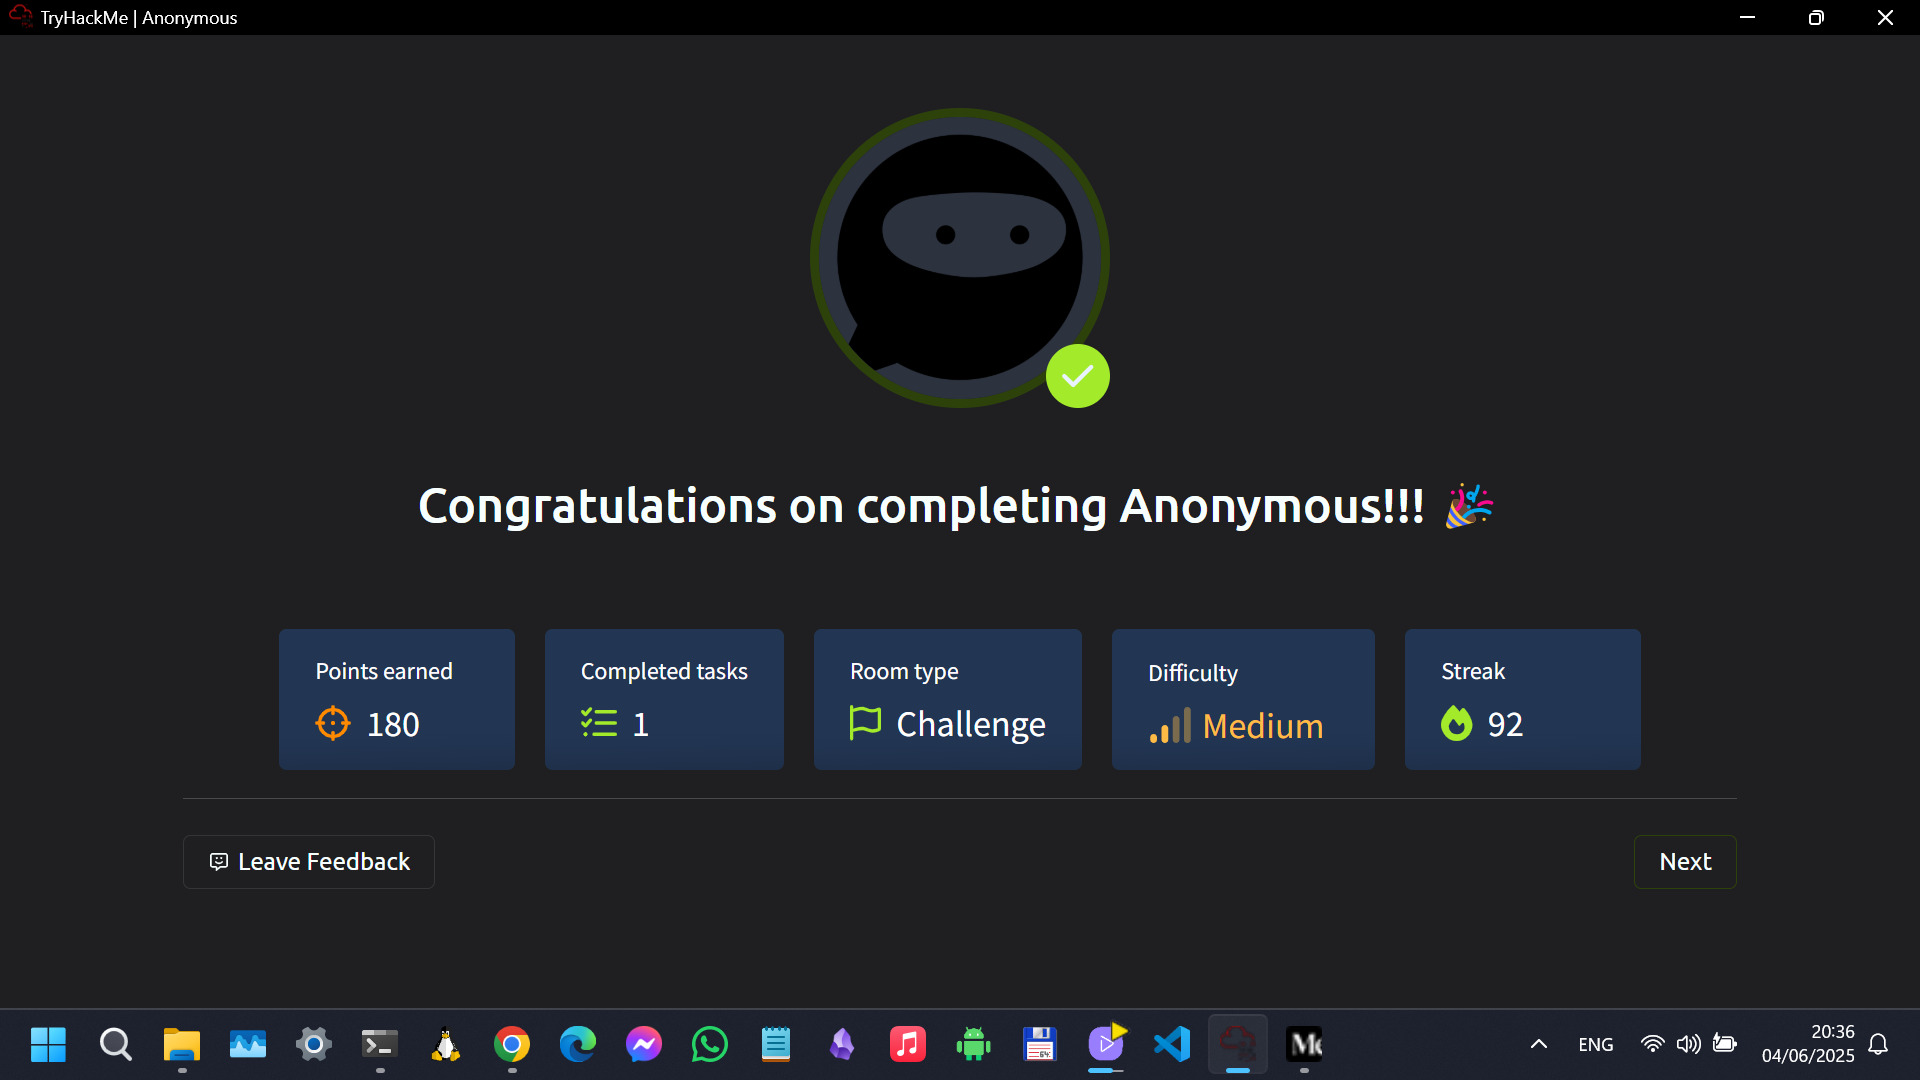 TryHackMe | Anonymous
Congratulations on completing Anonymous!!! 🎉
Points earned
180
Completed tasks
1
Room type
Challenge
Difficulty
Medium
Streak
92
Leave Feedback
Next
64
ENG
20:36
04/06/2025